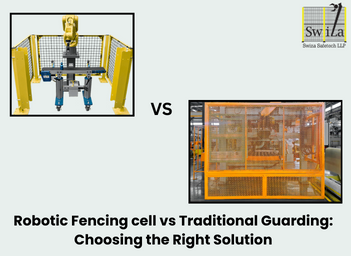 SwiZa
Swiza Safetech LLP
VS
Robotic Fencing cell vs Traditional Guarding:
Choosing the Right Solution